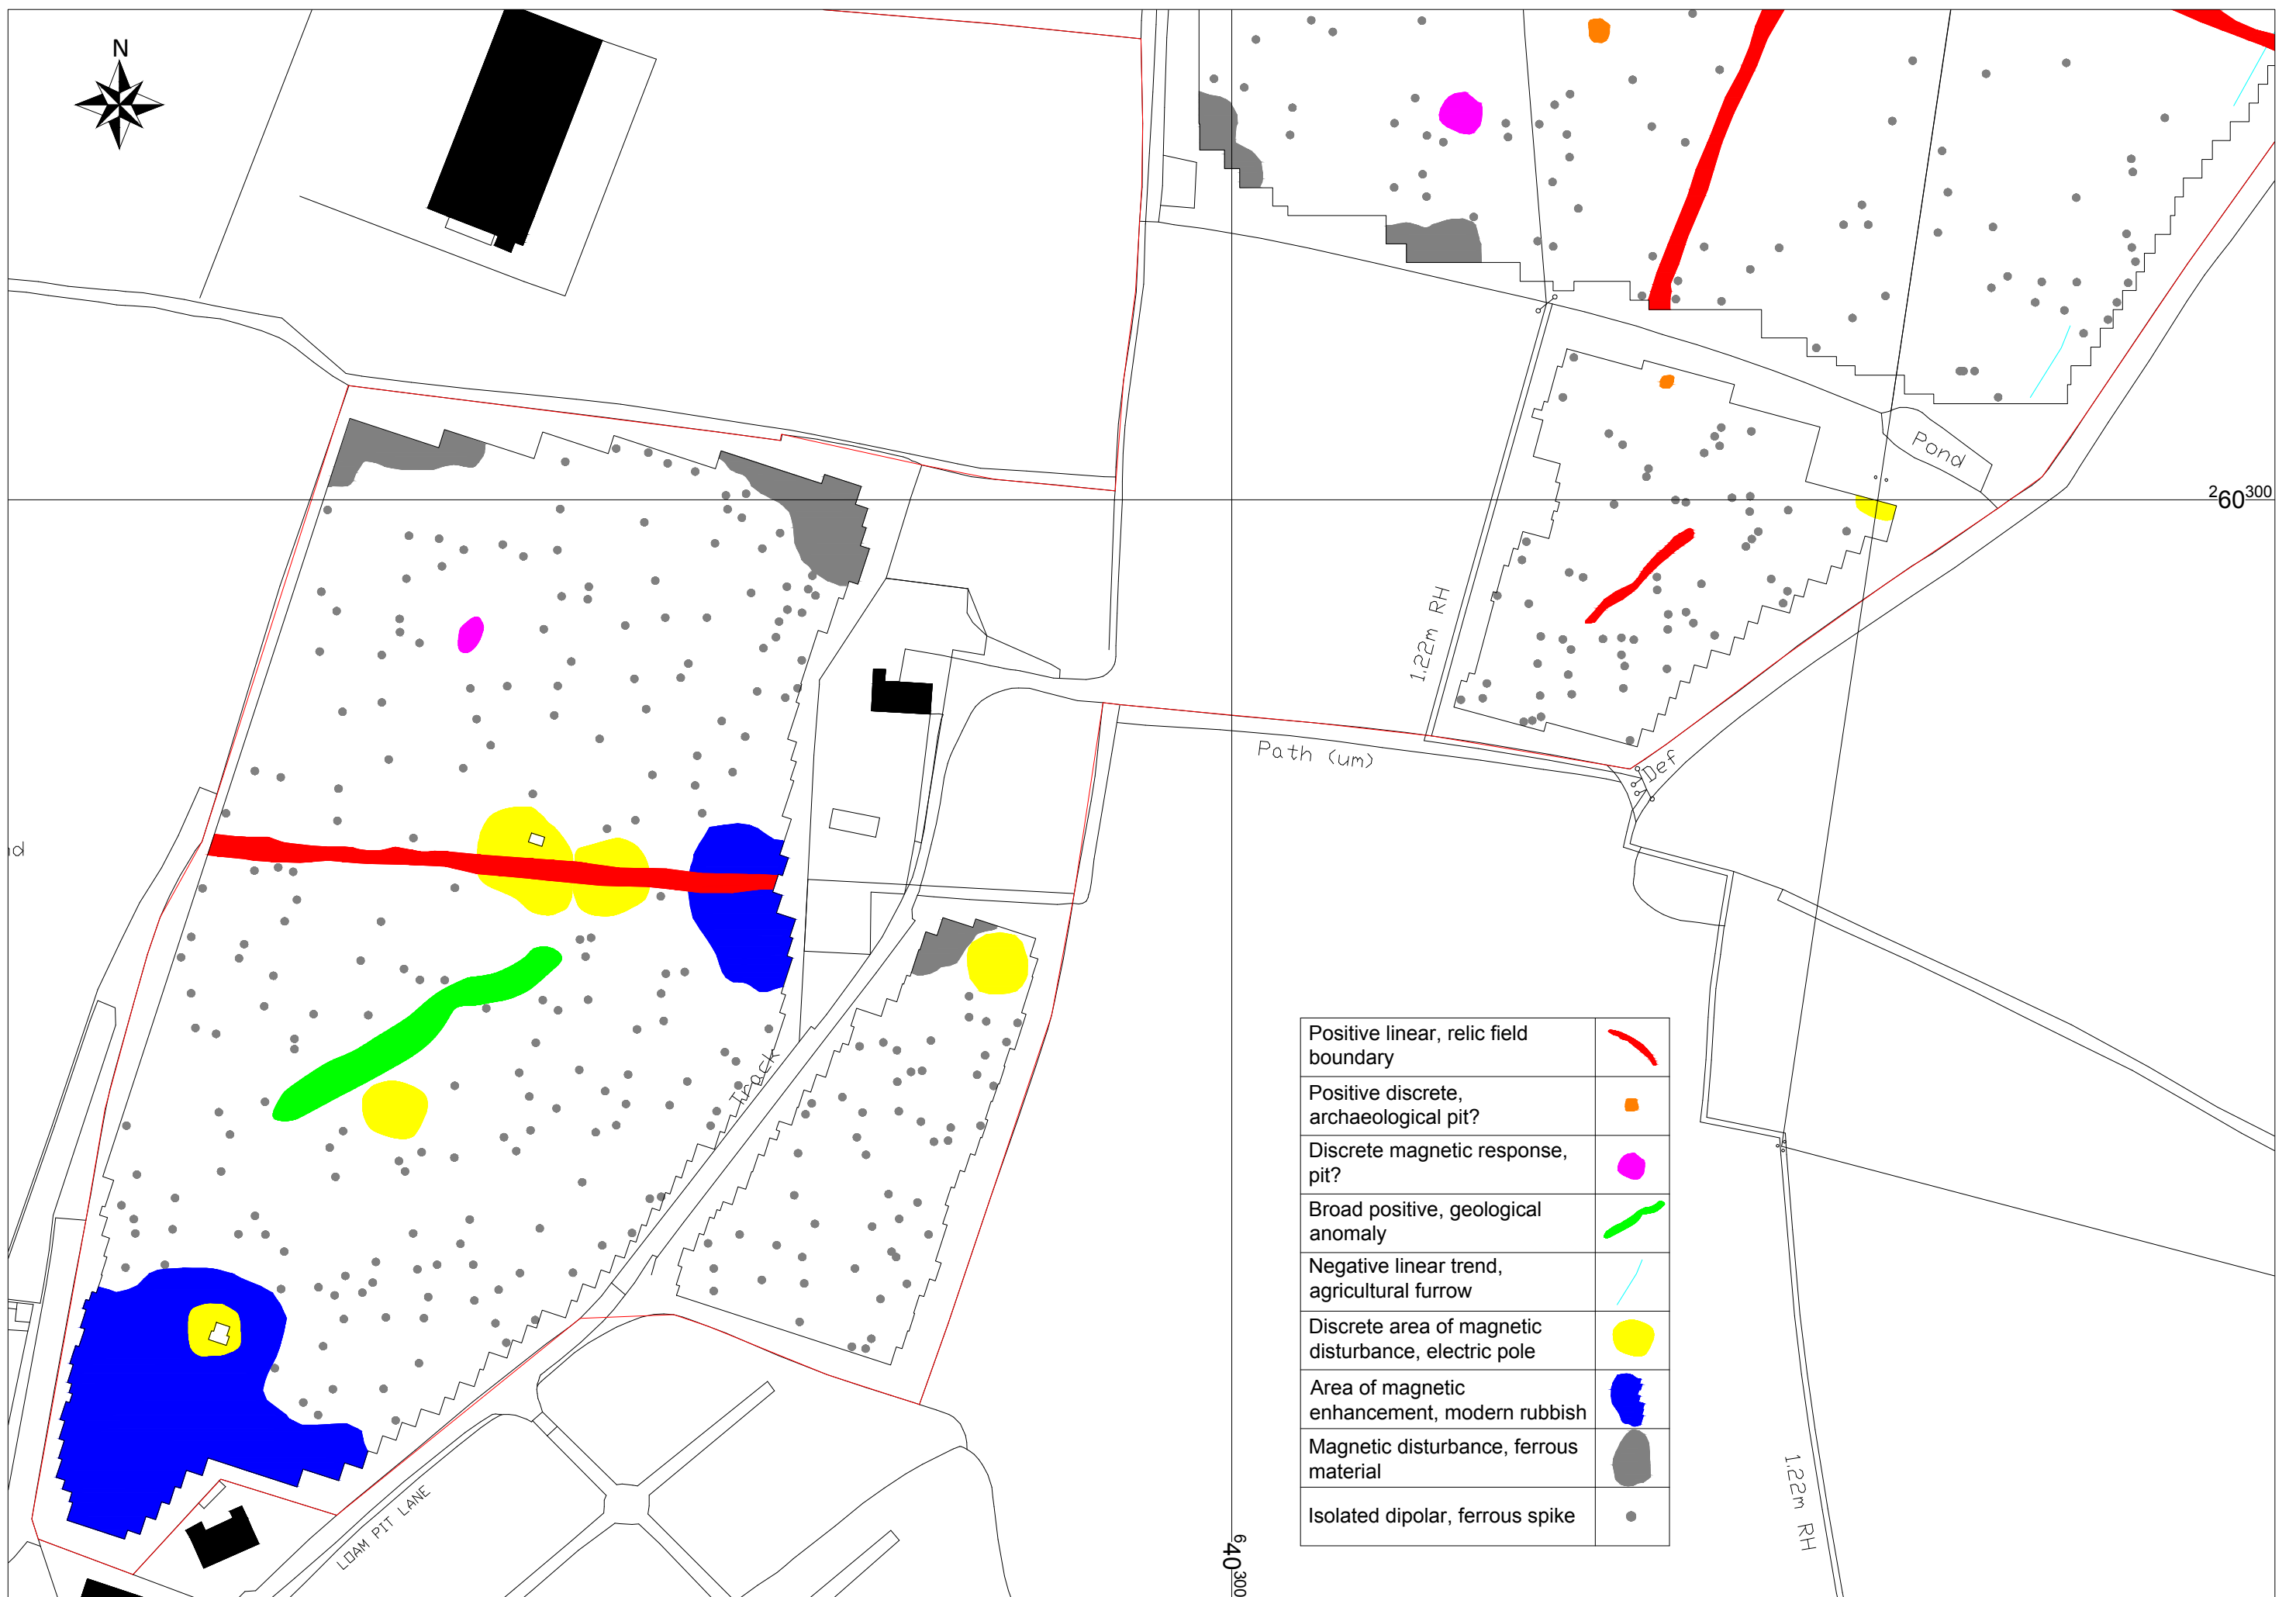 N
Pond
260300
1.22m RH
Path (um)
Def
nd
Track
Positive linear, relic field
boundary
Positive discrete,
archaeological pit?
Discrete magnetic response,
pit?
Broad positive, geological
anomaly
Negative linear trend,
agricultural furrow
Discrete area of magnetic
disturbance, electric pole
Area of magnetic
enhancement, modern rubbish
Magnetic disturbance, ferrous
material
Isolated dipolar, ferrous spike
1.22m RH
LOAM PIT LANE
640300